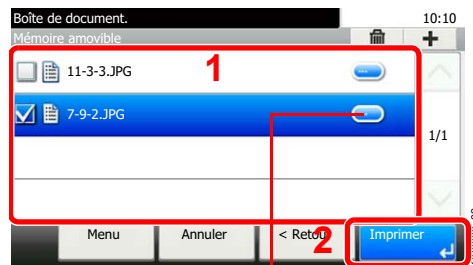 Boîte de document.
10:10
Mémoire amovible
11-3-3.JPG
1
7-9-2.JPG
1/1
Menu
Annuler
< Retou
2
Imprimer